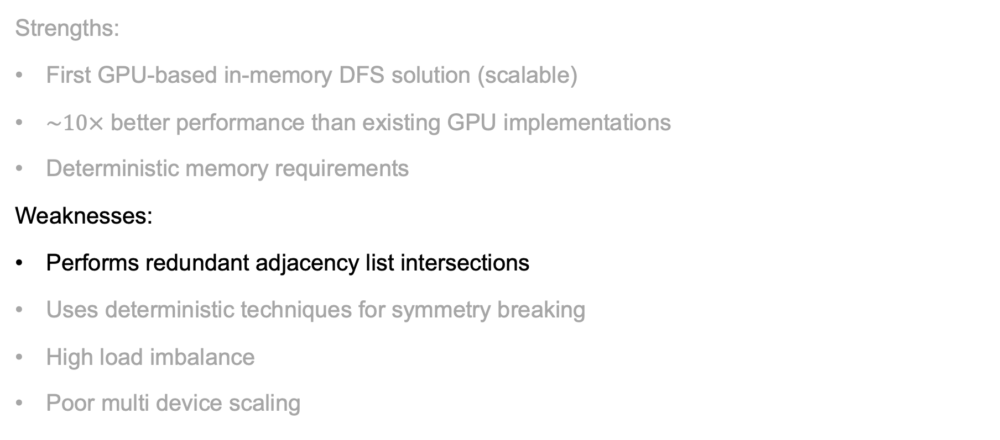 Strengths:
• First GPU-based in-memory DFS solution (scalable)
• ~10× better performance than existing GPU implementations
• Deterministic memory requirements
Weaknesses:
• Performs redundant adjacency list intersections
• Uses deterministic techniques for symmetry breaking
• High load imbalance
• Poor multi device scaling